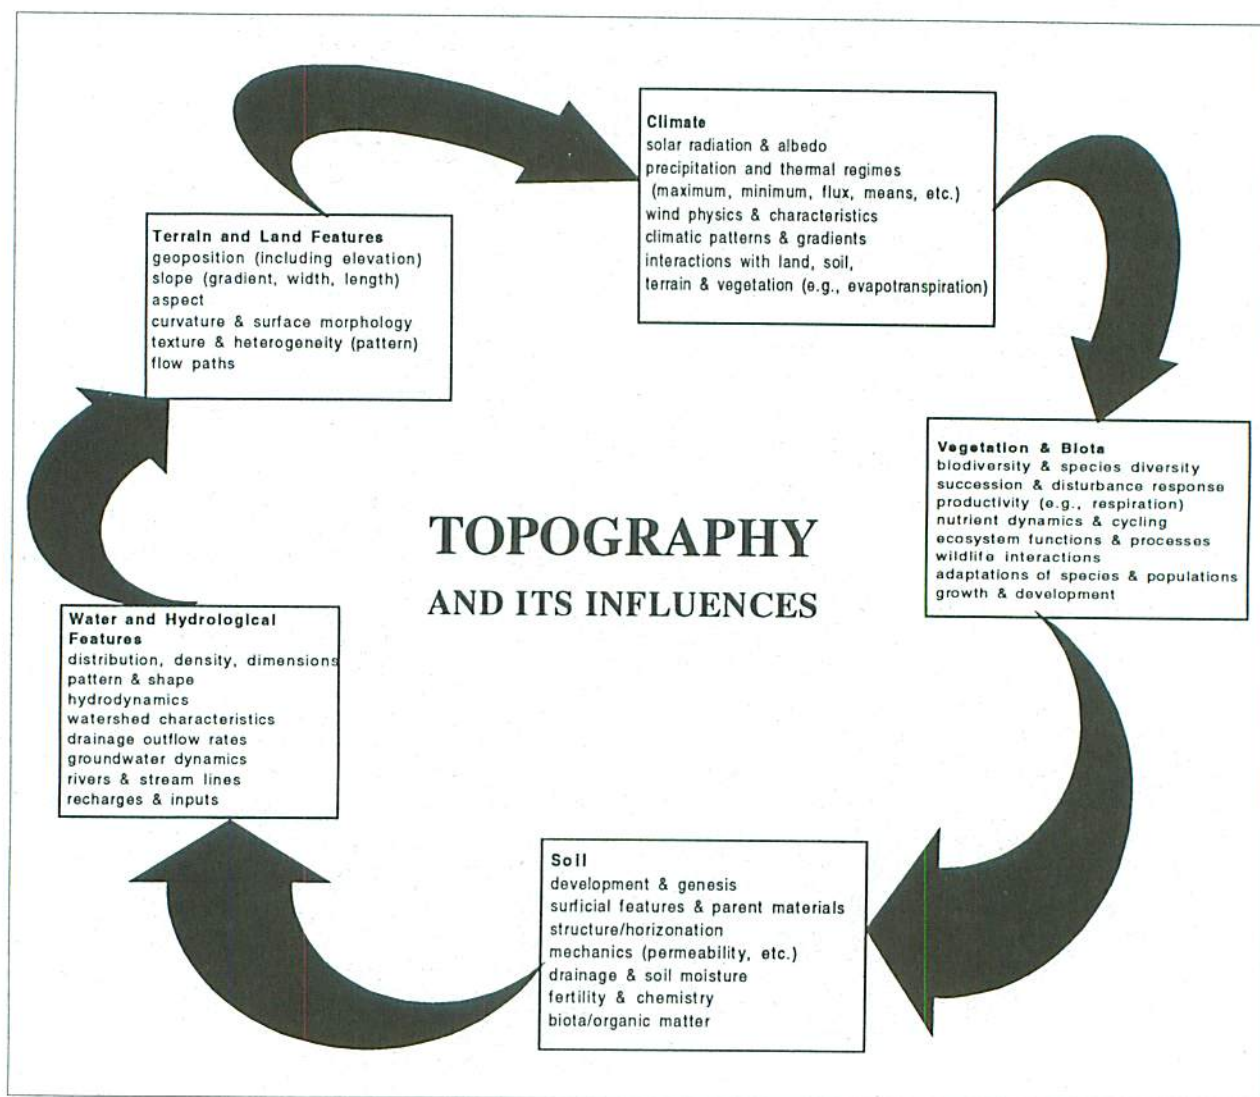 Climate
solar radiation & albedo
precipitation and thermal regimes
(maximum, minimum, flux, means, etc.)
wind physics & characteristics
climatic patterns & gradients
interactions with land, soil,
terrain & vegetation (e.g., evapotranspiration)
Terrain and Land Features
geoposition (including elevation)
slope (gradient, width, length)
aspect
curvature & surface morphology
texture & heterogeneity (pattern)
flow paths
Vegetation & Biota
biodiversity & species diversity
succession & disturbance response
productivity (e.g., respiration)
nutrient dynamics & cycling
ecosystem functions & processes
wildlife interactions
adaptations of species & populations
growth & development
TOPOGRAPHY
AND ITS INFLUENCES
Water and Hydrological
Features
distribution, density, dimensions
pattern & shape
hydrodynamics
watershed characteristics
drainage outflow rates
groundwater dynamics
rivers & stream lines
recharges & inputs
Soil
development & genesis
surficial features & parent materials
structure/horizonation
mechanics (permeability, etc.)
drainage & soil moisture
fertility & chemistry
biota/organic matter